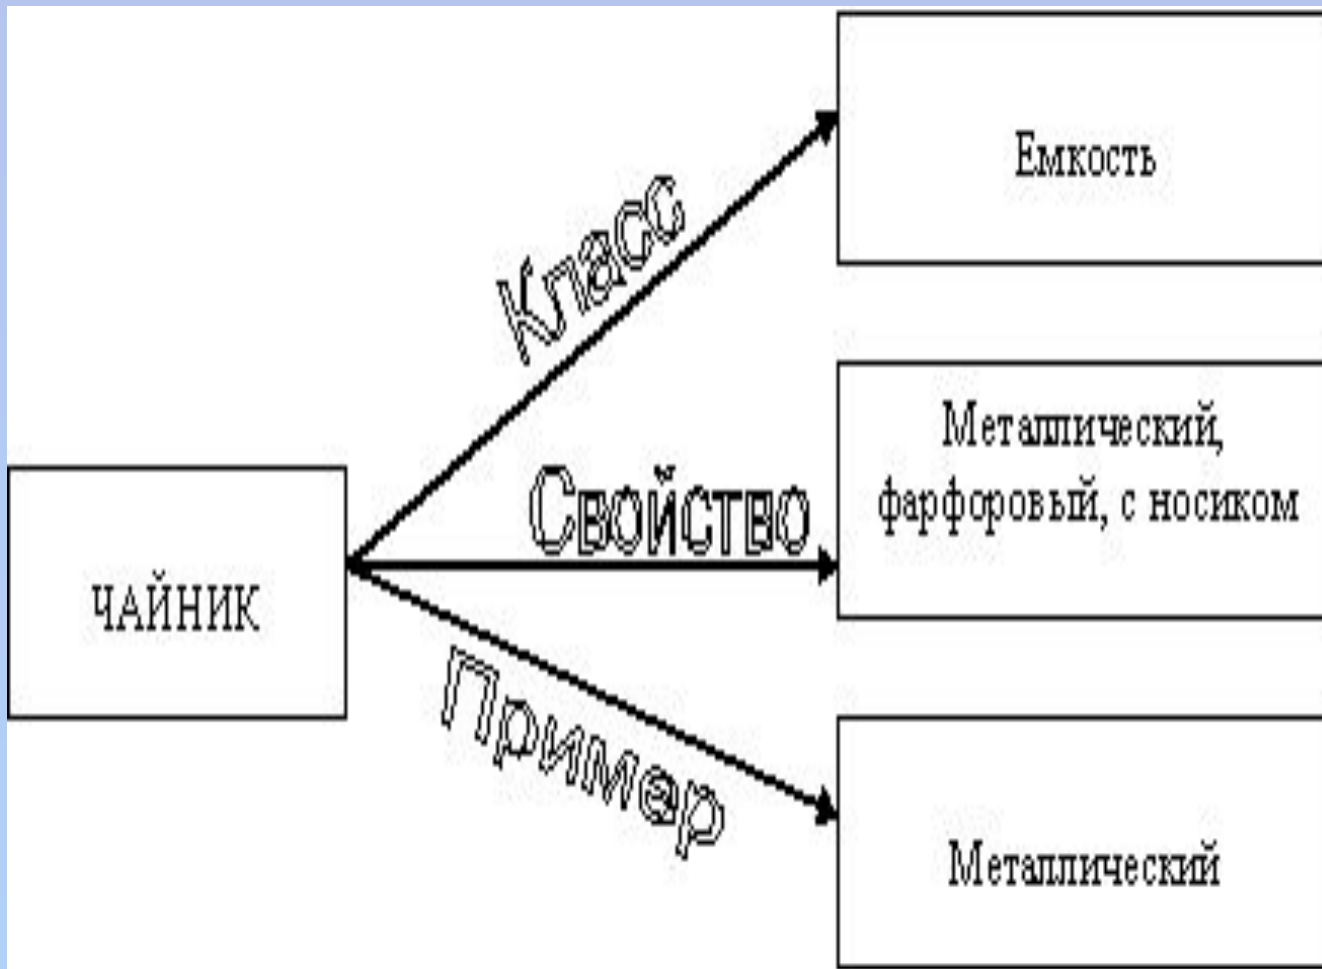 Емкость
Класс
Металлический,
фарфоровый, с носиком
Свойство
ЧАЙНИК
Пример
Металлический